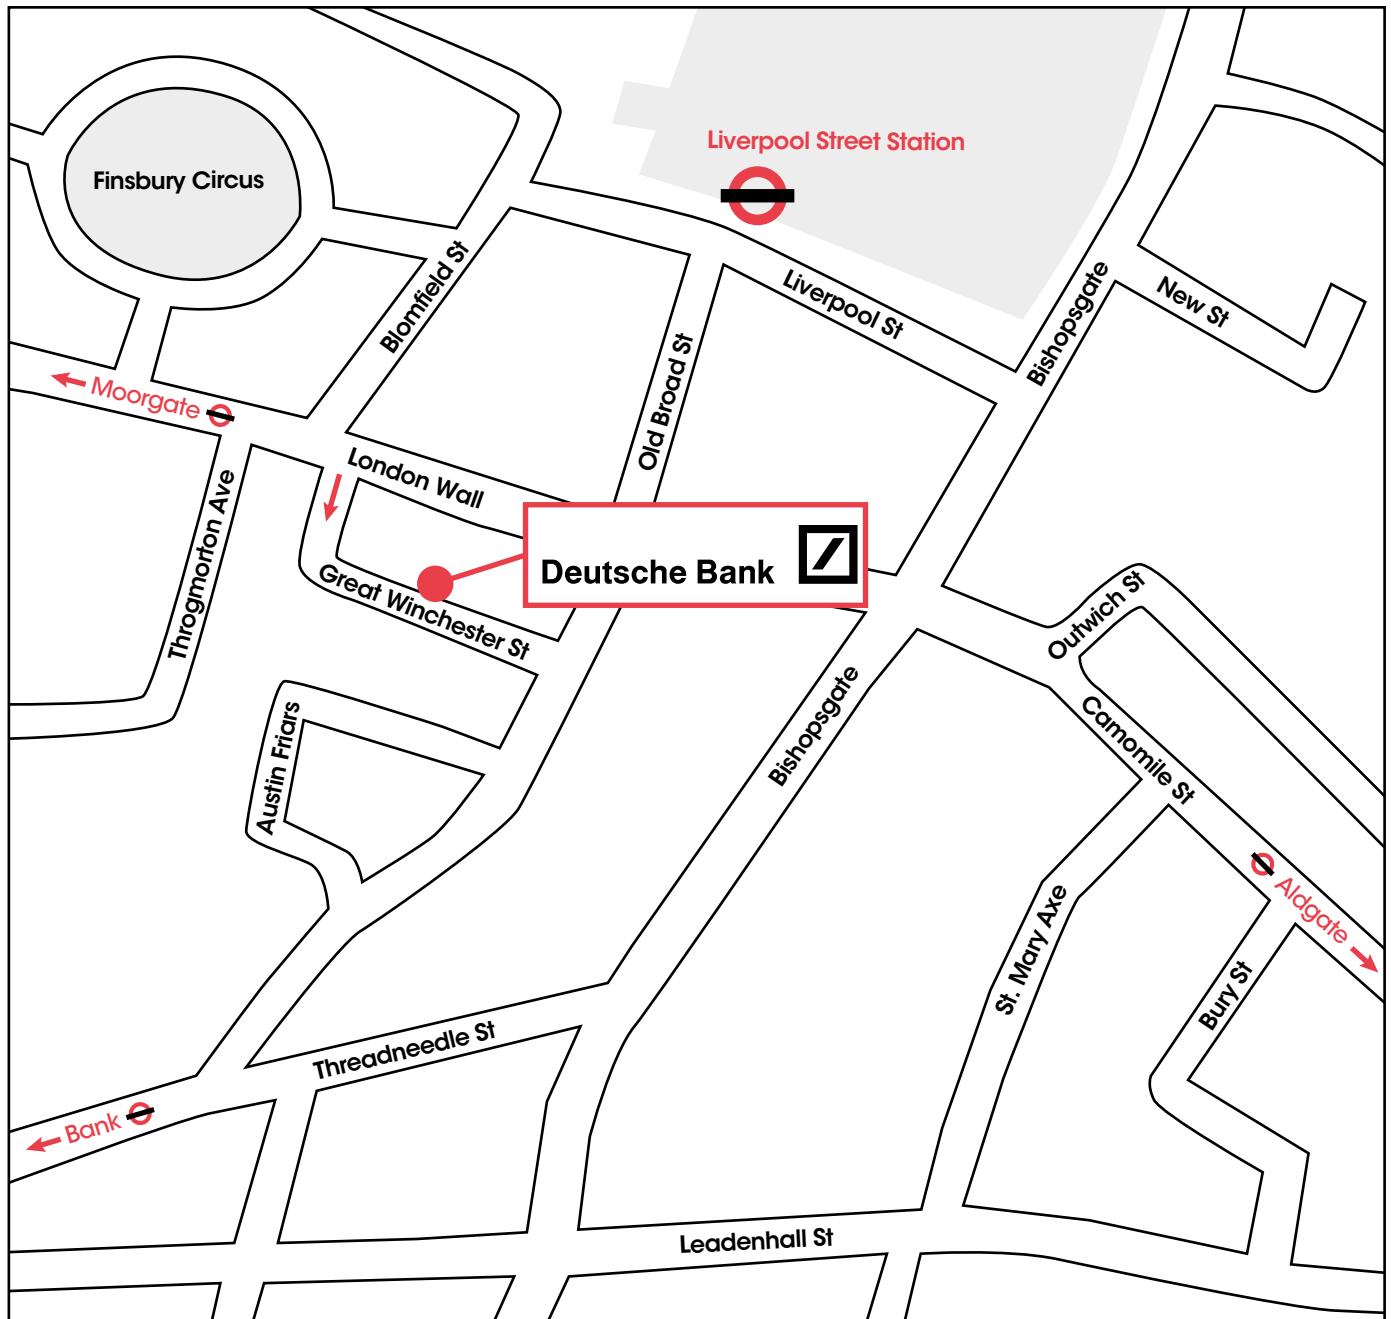 Liverpool Street Station
Finsbury Circus
Blomfield St
Liverpool St
Bishopsgate
New St
Old Broad St
Moorgate
London Wall
Throgmorton Ave
Great Winchester St
Deutsche Bank
Outwich St
Bishopsgate
Camomile St
Austin Friars
Aldgate
St. Mary Axe
Bury St
Threadneedle St
Bank
Leadenhall St